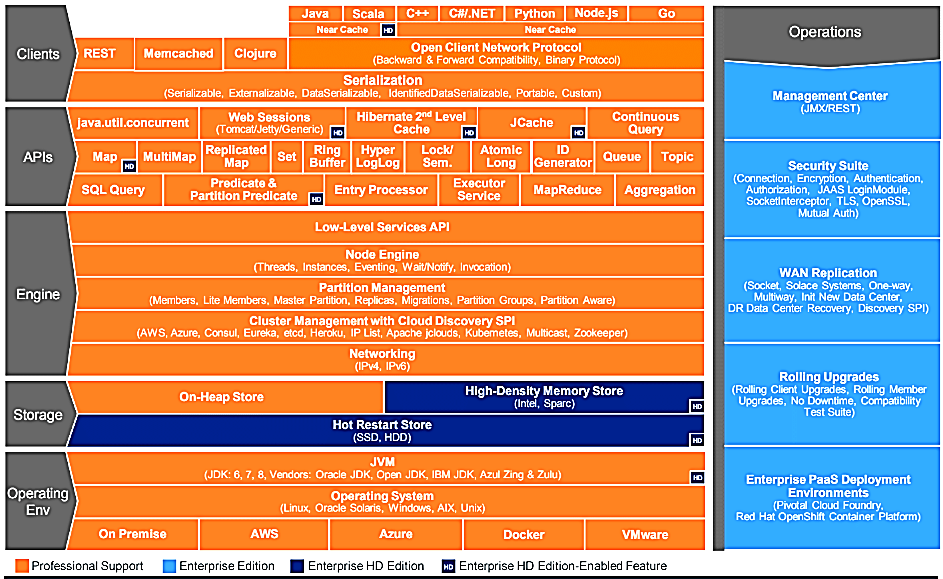 Clients
Java
Scala
C++
C#/.NET
Python
Node.js
Go
Near Cache
HD
Near Cache
REST
Memcached
Clojure
Open Client Network Protocol
(Backward & Forward Compatibility, Binary Protocol)
Serialization
(Serializable, Externalizable, DataSerializable, IdentifiedDataSerializable, Portable, Custom)
APIs
java.util.concurrent
Web Sessions
(Tomcat/Jetty/Generic)
HD
Hibernate 2nd Level
Cache
HD
JCache
HD
Continuous
Query
Map
HD
MultiMap
Replicated
Map
Set
Ring
Buffer
Hyper
LogLog
Lock/
Sem.
Atomic
Long
ID
Generator
Queue
Topic
SQL Query
Predicate &
Partition Predicate
HD
Entry Processor
Executor
Service
MapReduce
Aggregation
Engine
Low-Level Services API
Node Engine
(Threads, Instances, Eventing, Wait/Notify, Invocation)
Partition Management
(Members, Lite Members, Master Partition, Replicas, Migrations, Partition Groups, Partition Aware)
Cluster Management with Cloud Discovery SPI
(AWS, Azure, Consul, Eureka, etcd, Heroku, IP List, Apache jclouds, Kubernetes, Multicast, Zookeeper)
Networking
(IPv4, IPv6)
Storage
On-Heap Store
High-Density Memory Store
(Intel, Sparc)
HD
Hot Restart Store
(SSD, HDD)
HD
Operating
Env
JVM
(JDK: 6, 7, 8, Vendors: Oracle JDK, Open JDK, IBM JDK, Azul Zing & Zulu)
HD
Operating System
(Linux, Oracle Solaris, Windows, AIX, Unix)
On Premise
AWS
Azure
Docker
VMware
Operations
Management Center
(JMX/REST)
Security Suite
(Connection, Encryption, Authentication,
Authorization, JAAS LoginModule,
SocketInterceptor, TLS, OpenSSL,
Mutual Auth)
WAN Replication
(Socket, Solace Systems, One-way,
Multiway, Init New Data Center,
DR Data Center Recovery, Discovery SPI)
Rolling Upgrades
(Rolling Client Upgrades, Rolling Member
Upgrades, No Downtime, Compatibility
Test Suite)
Enterprise PaaS Deployment
Environments
(Pivotal Cloud Foundry,
Red Hat OpenShift Container Platform)
Professional Support
Enterprise Edition
Enterprise HD Edition
HD
Enterprise HD Edition-Enabled Feature